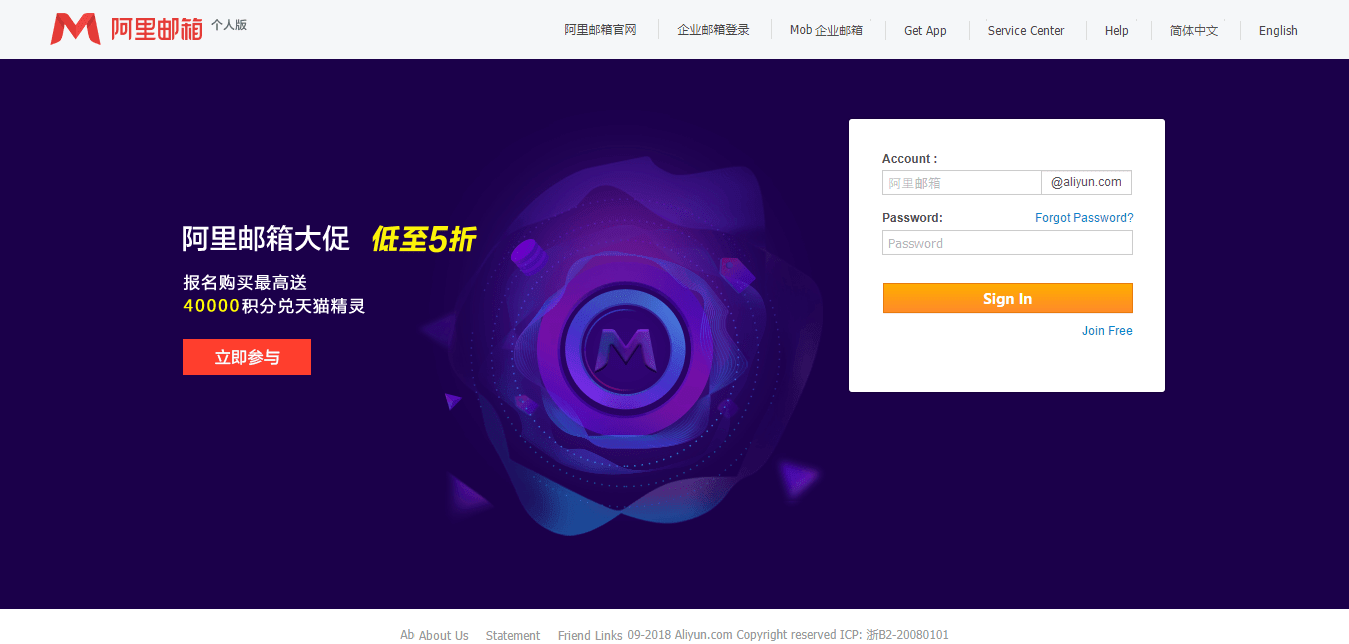 阿里邮箱 个人版
阿里邮箱官网 企业邮箱登录 Mob 企业邮箱 Get App Service Center Help 简体中文 English
Account :
阿里邮箱 @aliyun.com
Password: Forgot Password?
Password
Sign In
Join Free
阿里邮箱大促 低至5折
报名购买最高送
40000积分兑天猫精灵
立即参与
Ab About Us Statement Friend Links 09-2018 Aliyun.com Copyright reserved ICP: 浙B2-20080101